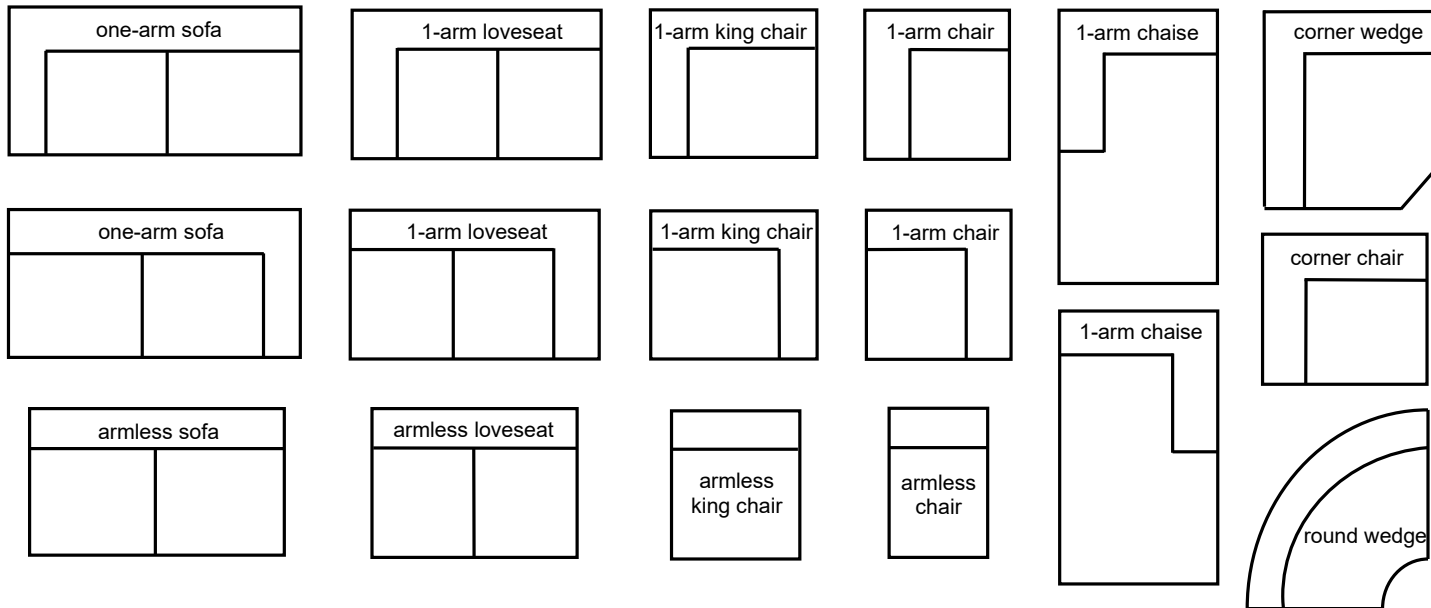 one-arm sofa
1-arm loveseat
1-arm king chair
1-arm chair
1-arm chaise
corner wedge
one-arm sofa
1-arm loveseat
1-arm king chair
1-arm chair
corner chair
1-arm chaise
armless sofa
armless loveseat
armless
king chair
armless
chair
round wedge